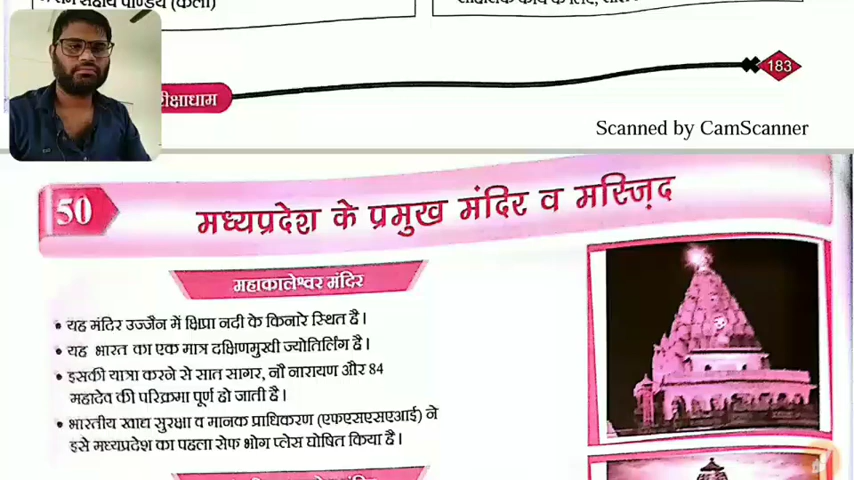 पाण्डेय (कला)
रीक्षाधाम
183
Scanned by CamScanner
50
मध्यप्रदेश के प्रमुख मंदिर व मस्ज़िद
महाकालेश्वर मंदिर
• यह मंदिर उज्जैन में क्षिप्रा नदी के किनारे स्थित है।
• यह भारत का एक मात्र दक्षिणमुखी ज्योतिर्लिंग है।
• इसकी यात्रा करने से सात सागर, नौ नारायण और 84
महादेव की परिक्रमा पूर्ण हो जाती है।
• भारतीय खाद्य सुरक्षा व मानक प्राधिकरण (एफएसएसएआई) ने
इसे मध्यप्रदेश का पहला सेफ भोग प्लेस घोषित किया है।